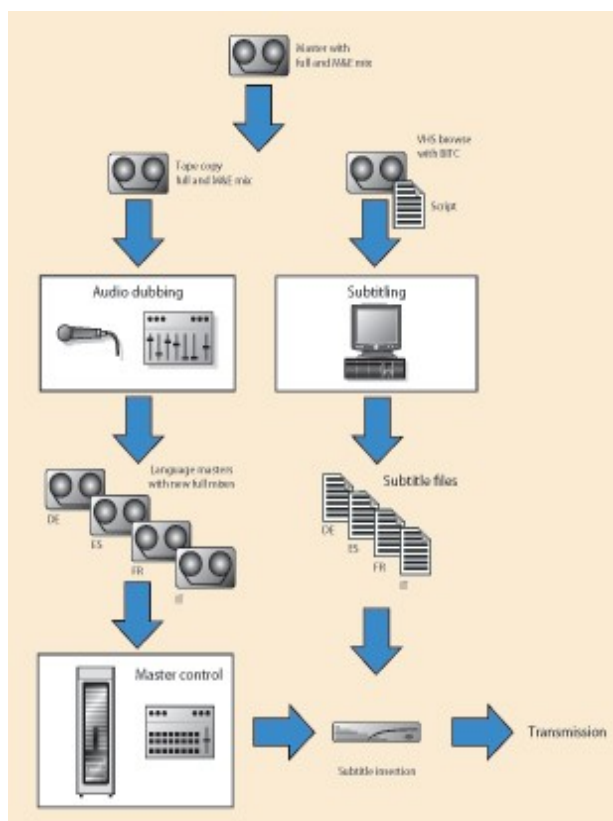 Master with
full and M&E mix
Tape copy
full and M&E mix
VHS browse
with BITC
Script
Audio dubbing
Subtitling
Language masters
with new full mixes
DE
ES
FR
IT
Subtitle files
DE
ES
FR
IT
Master control
Subtitle insertion
Transmission